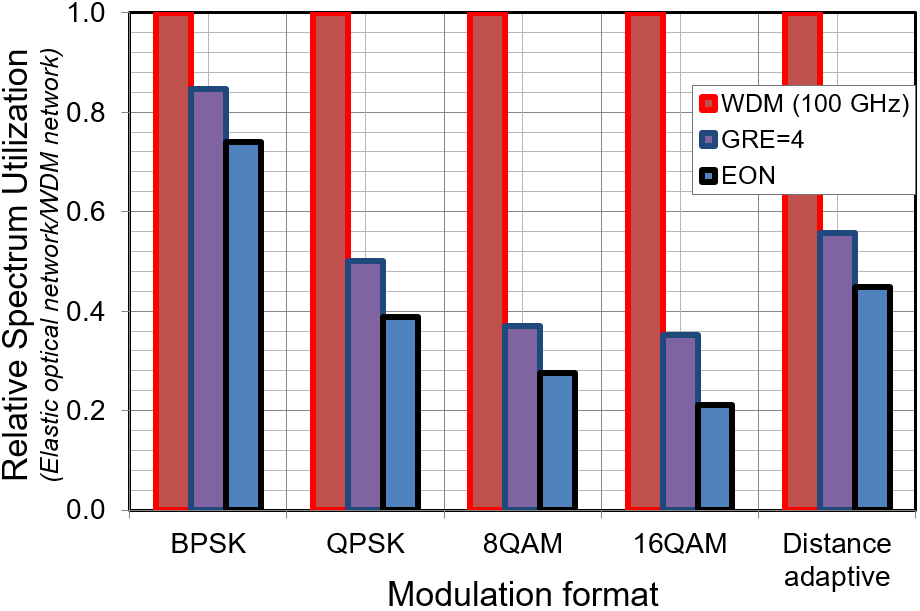 Relative Spectrum Utilization
(Elastic optical network/WDM network)
1.0
0.8
0.6
0.4
0.2
0.0
WDM (100 GHz)
GRE=4
EON
BPSK
QPSK
8QAM
16QAM
Distance
adaptive
Modulation format